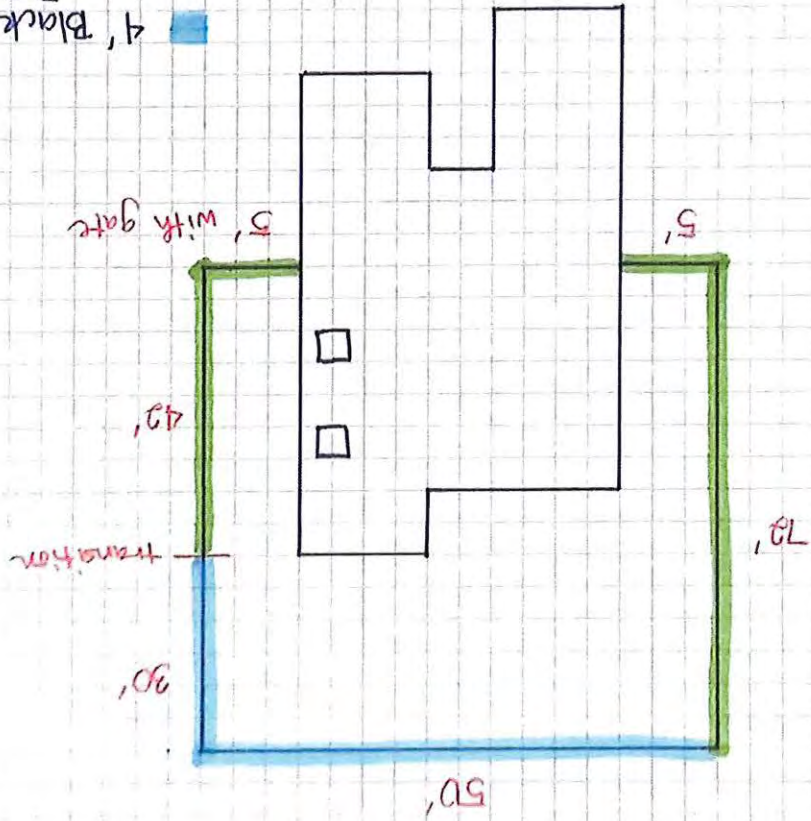 50'
30'
72'
transition
42'
5'
5' with gate
4' Black